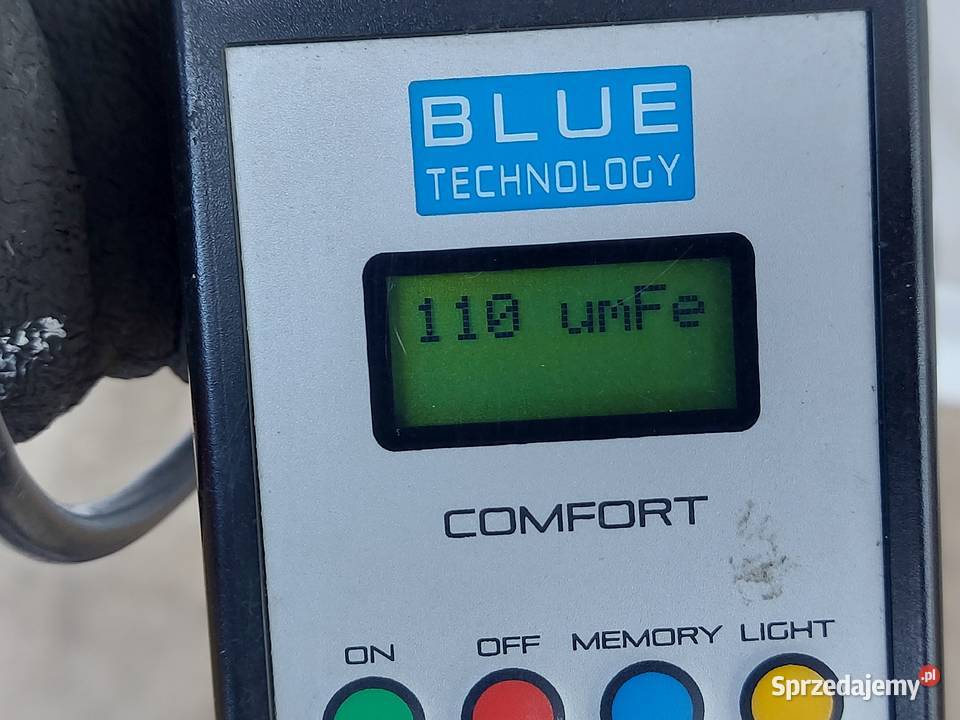 BLUE
TECHNOLOGY
110 umFe
COMFORT
ON OFF MEMORY LIGHT
Sprzedajemy.pl